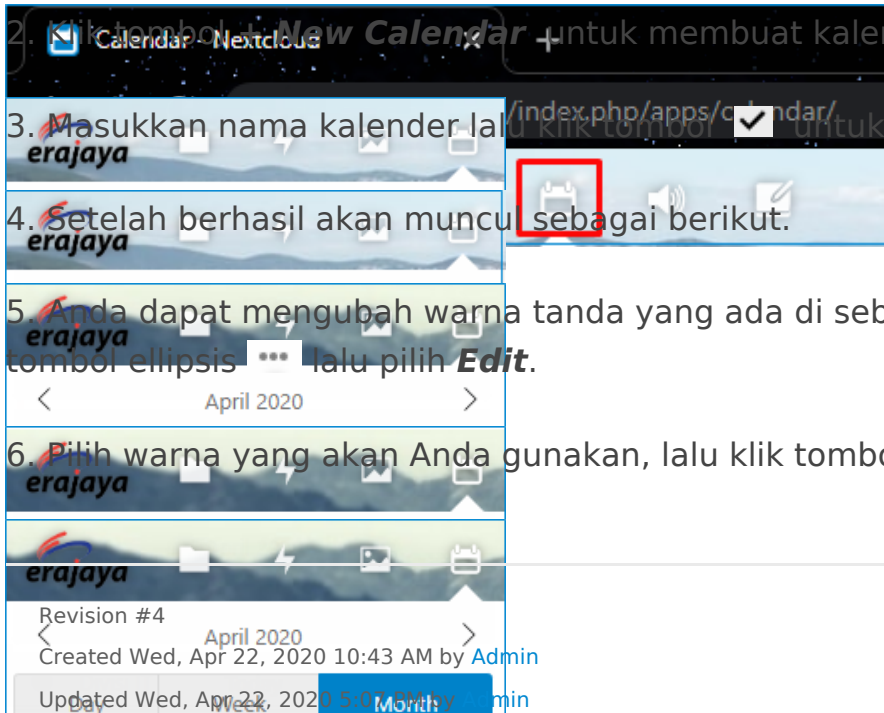 Calendar - Nextcloud × +
2. Klik tombol + New Calendar untuk membuat kalen
/index.php/apps/calendar/
3. Masukkan nama kalender lalu klik tombol ✔ untuk
erajaya
4. Setelah berhasil akan muncul sebagai berikut.
erajaya
5. Anda dapat mengubah warna tanda yang ada di seb
erajaya
tombol ellipsis ••• lalu pilih Edit.
< April 2020 >
6. Pilih warna yang akan Anda gunakan, lalu klik tombo
erajaya
erajaya
Revision #4
< April 2020 >
Created Wed, Apr 22, 2020 10:43 AM by Admin
Updated Wed, Apr 22, 2020 5:07 PM by Admin
Day Week Month